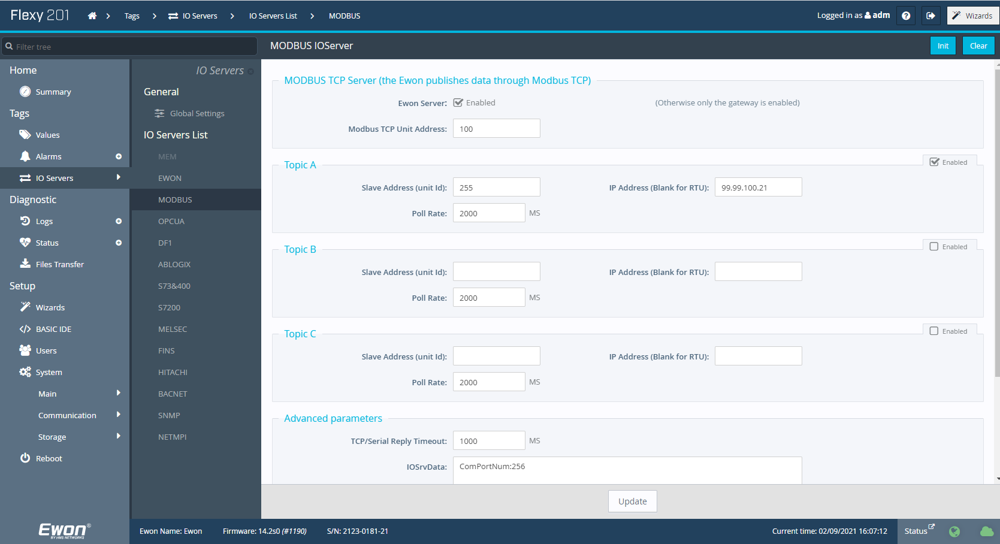 Flexy 201
Tags
IO Servers
IO Servers List
MODBUS
Logged in as adm
Wizards
Filter tree
MODBUS IOServer
Init
Clear
Home
Summary
Tags
Values
Alarms
IO Servers
Diagnostic
Logs
Status
Files Transfer
Setup
Wizards
BASIC IDE
Users
System
Main
Communication
Storage
Reboot
Ewon®
BY HMS NETWORKS
IO Servers
General
Global Settings
IO Servers List
MEM
EWON
MODBUS
OPCUA
DF1
ABLOGIX
S73&400
S7200
MELSEC
FINS
HITACHI
BACNET
SNMP
NETMPI
MODBUS TCP Server (the Ewon publishes data through Modbus TCP)
Ewon Server: Enabled (Otherwise only the gateway is enabled)
Modbus TCP Unit Address: 100
Topic A
Enabled
Slave Address (unit Id): 255 IP Address (Blank for RTU): 99.99.100.21
Poll Rate: 2000 MS
Topic B
Enabled
Slave Address (unit Id): IP Address (Blank for RTU):
Poll Rate: 2000 MS
Topic C
Enabled
Slave Address (unit Id): IP Address (Blank for RTU):
Poll Rate: 2000 MS
Advanced parameters
TCP/Serial Reply Timeout: 1000 MS
IOSrvData: ComPortNum:256
Update
Ewon Name: Ewon
Firmware: 14.2s0 (#1190)
S/N: 2123-0181-21
Current time: 02/09/2021 16:07:12
Status